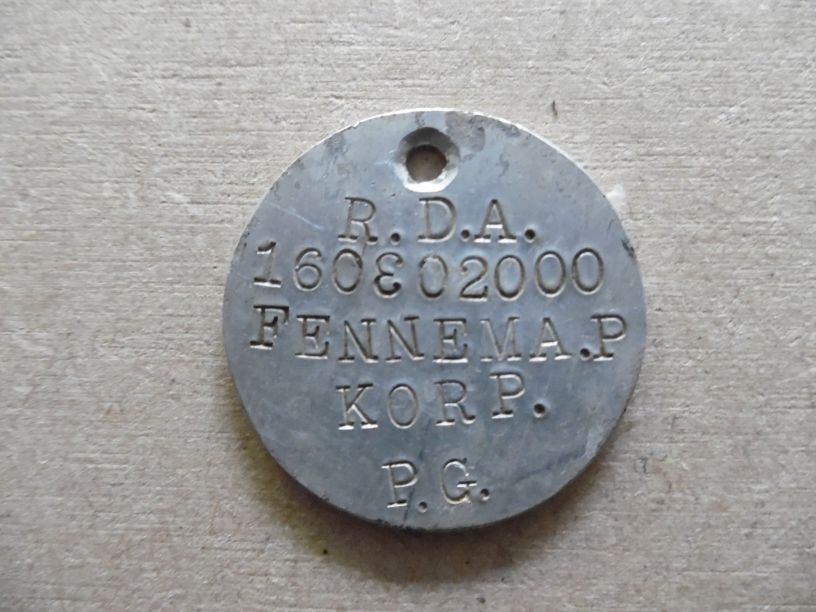 R.D.A.
160302000
FENNEMA.P
KORP.
P.G.